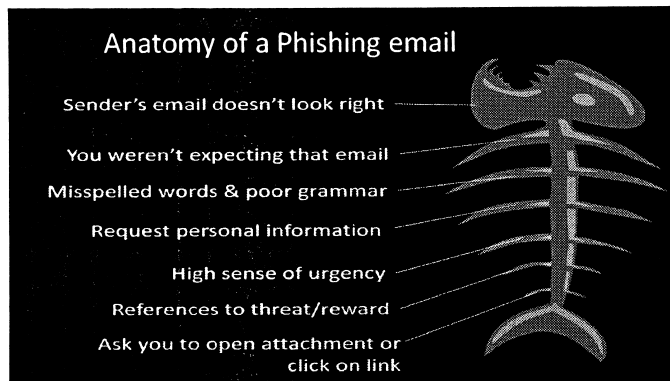 Anatomy of a Phishing email
Sender's email doesn't look right
You weren't expecting that email
Misspelled words & poor grammar
Request personal information
High sense of urgency
References to threat/reward
Ask you to open attachment or
click on link